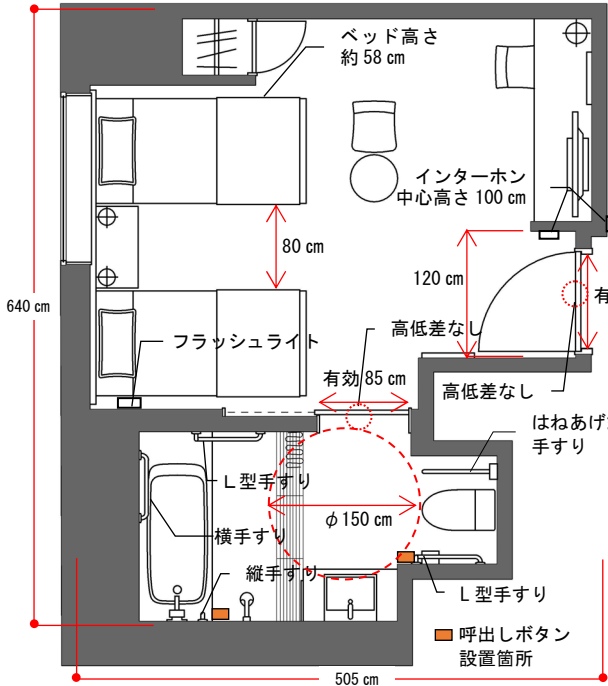 ベッド高さ
約 58 ㎝
インターホン
中心高さ 100 ㎝
80 ㎝
120 ㎝
640 ㎝
有
フラッシュライト
高低差なし
有効 85 ㎝
高低差なし
はねあげ
手すり
L型手すり
φ150 ㎝
横手すり
縦手すり
L型手すり
呼出しボタン
設置箇所
505 ㎝